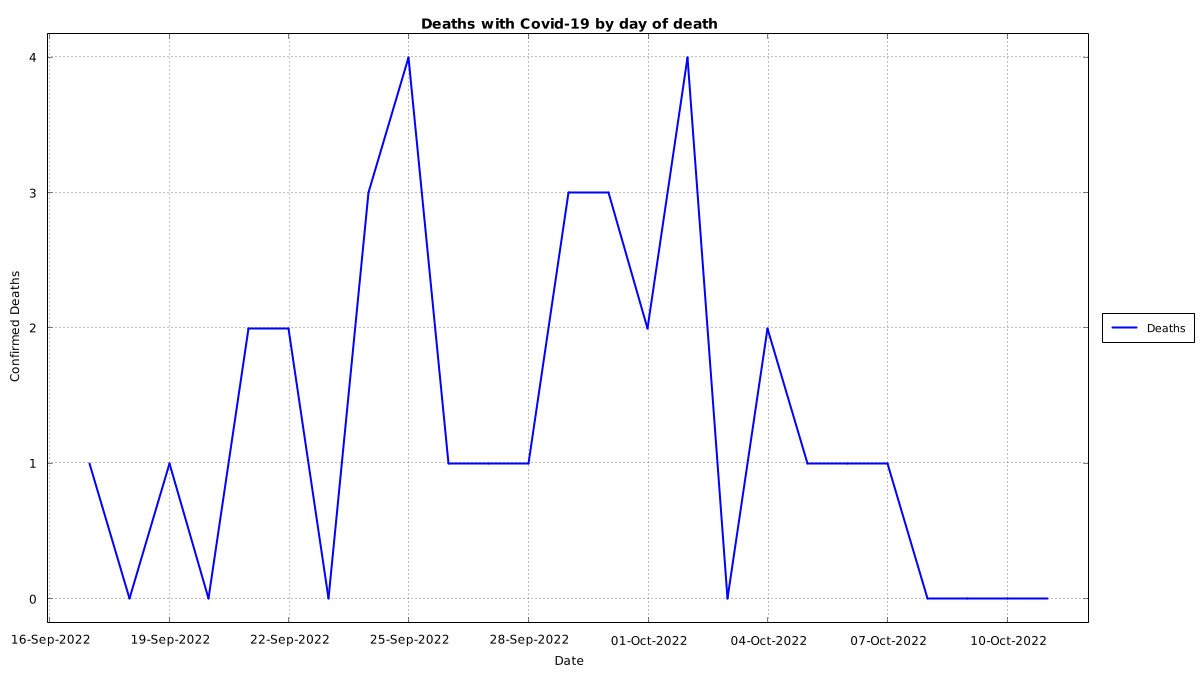 Deaths with Covid-19 by day of death
4
3
2
1
0
Confirmed Deaths
Deaths
16-Sep-2022 19-Sep-2022 22-Sep-2022 25-Sep-2022 28-Sep-2022 01-Oct-2022 04-Oct-2022 07-Oct-2022 10-Oct-2022
Date